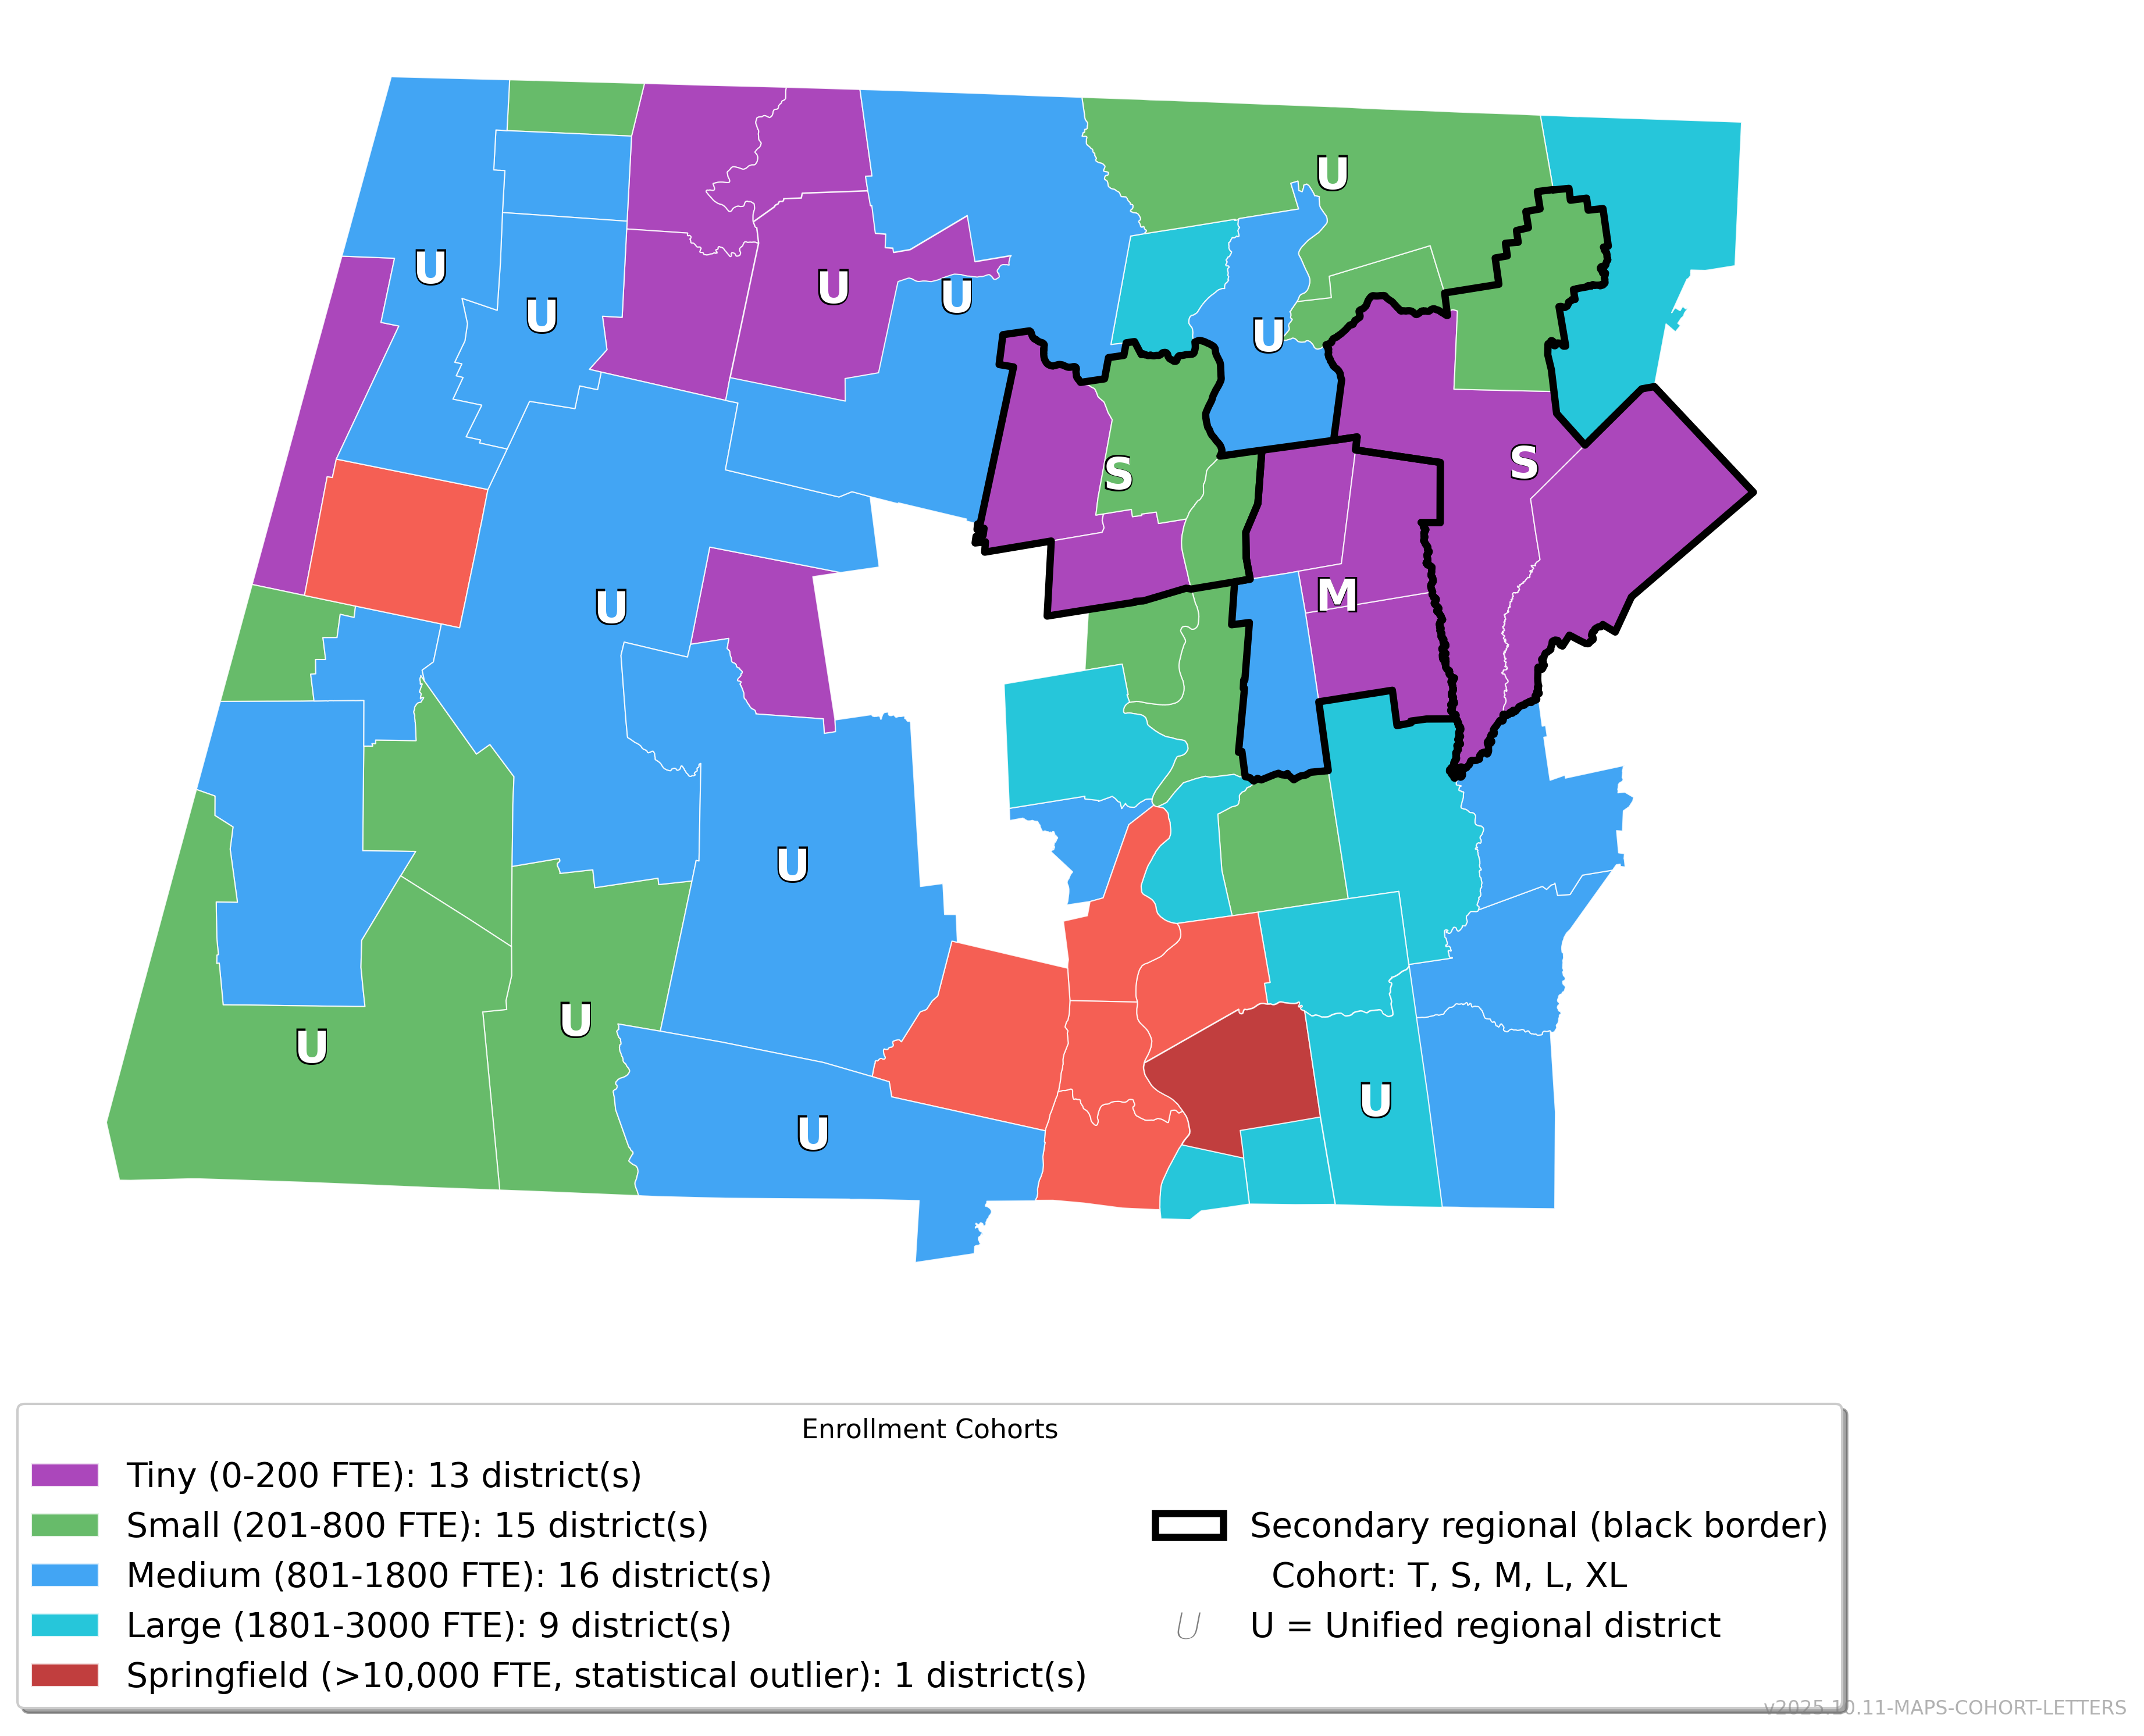 U
U
U
U
U
U
S
S
U
M
U
U
U
U
U
Enrollment Cohorts
Tiny (0-200 FTE): 13 district(s)
Small (201-800 FTE): 15 district(s)
Medium (801-1800 FTE): 16 district(s)
Large (1801-3000 FTE): 9 district(s)
Springfield (>10,000 FTE, statistical outlier): 1 district(s)
Secondary regional (black border)
Cohort: T, S, M, L, XL
U U = Unified regional district
v2025.10.11-MAPS-COHORT-LETTERS